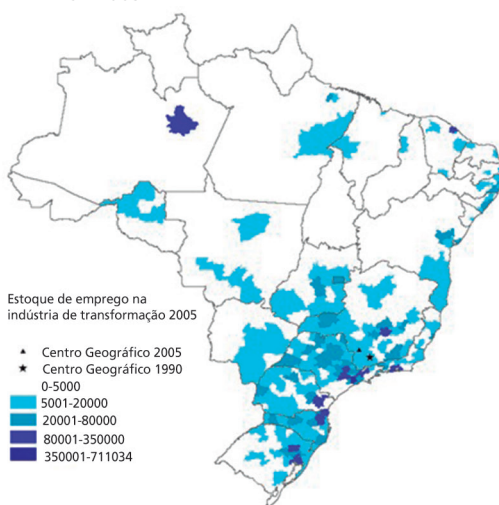 Estoque de emprego na
indústria de transformação 2005
Centro Geográfico 2005
Centro Geográfico 1990
0-5000
5001-20000
20001-80000
80001-350000
350001-711034